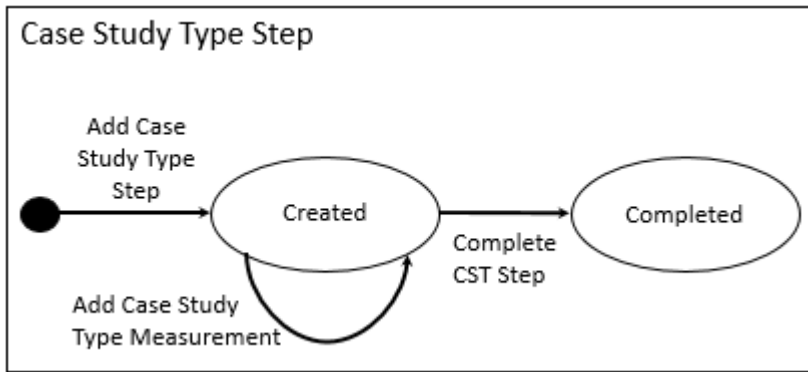 Case Study Type Step
Add Case
Study Type
Step
Created
Completed
Complete
CST Step
Add Case Study
Type Measurement